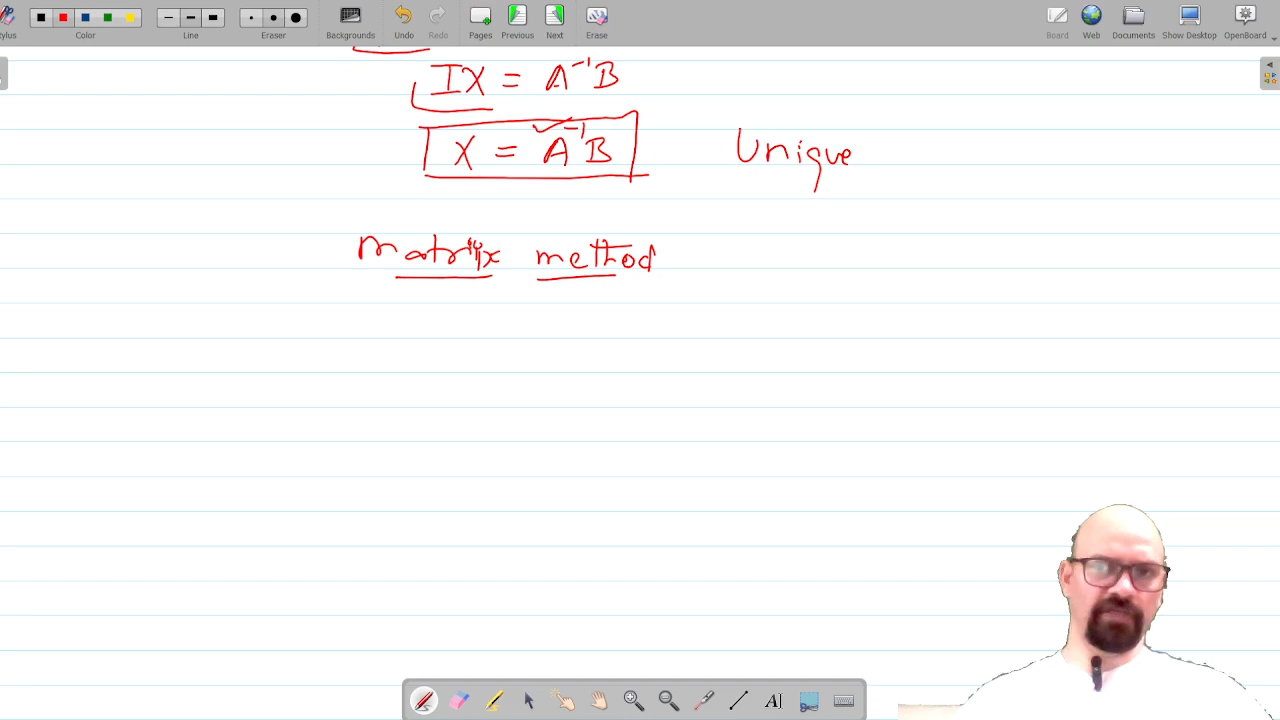 Stylus Color Line Eraser Backgrounds Undo Redo Pages Previous Next Erase Board Web Documents Show Desktop OpenBoard
IX = A⁻¹B
X = A⁻¹B Unique
Matrix method